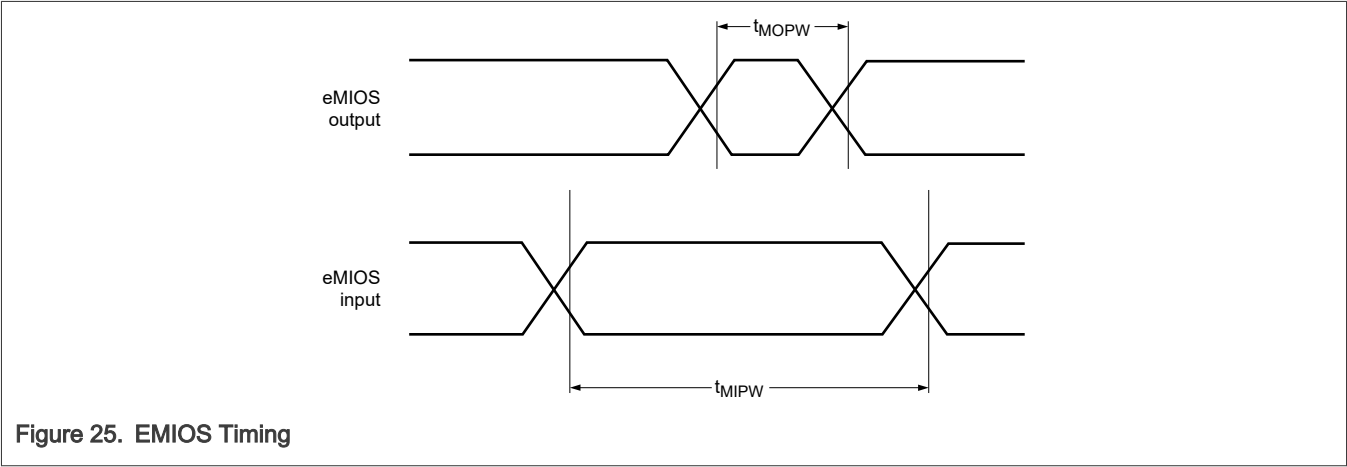 tMOPW
eMIOS
output
eMIOS
input
tMIPW
Figure 25. EMIOS Timing